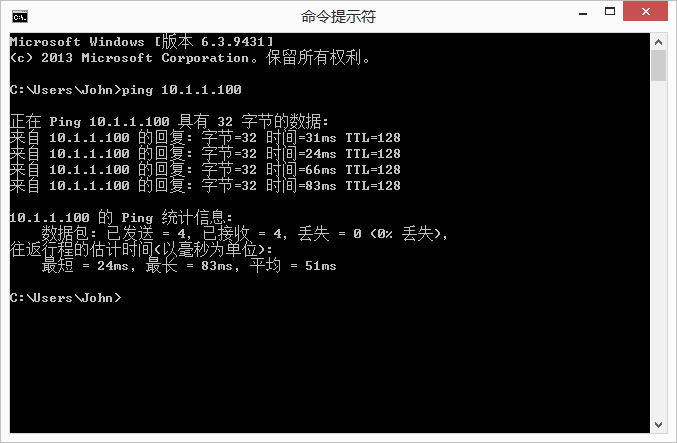 命令提示符
Microsoft Windows [版本 6.3.9431]
(c) 2013 Microsoft Corporation。保留所有权利。
C:\Users\John>ping 10.1.1.100
正在 Ping 10.1.1.100 具有 32 字节的数据:
来自 10.1.1.100 的回复: 字节=32 时间=31ms TTL=128
来自 10.1.1.100 的回复: 字节=32 时间=24ms TTL=128
来自 10.1.1.100 的回复: 字节=32 时间=66ms TTL=128
来自 10.1.1.100 的回复: 字节=32 时间=83ms TTL=128
10.1.1.100 的 Ping 统计信息:
数据包: 已发送 = 4, 已接收 = 4, 丢失 = 0 (0% 丢失),
往返行程的估计时间(以毫秒为单位):
最短 = 24ms, 最长 = 83ms, 平均 = 51ms
C:\Users\John>